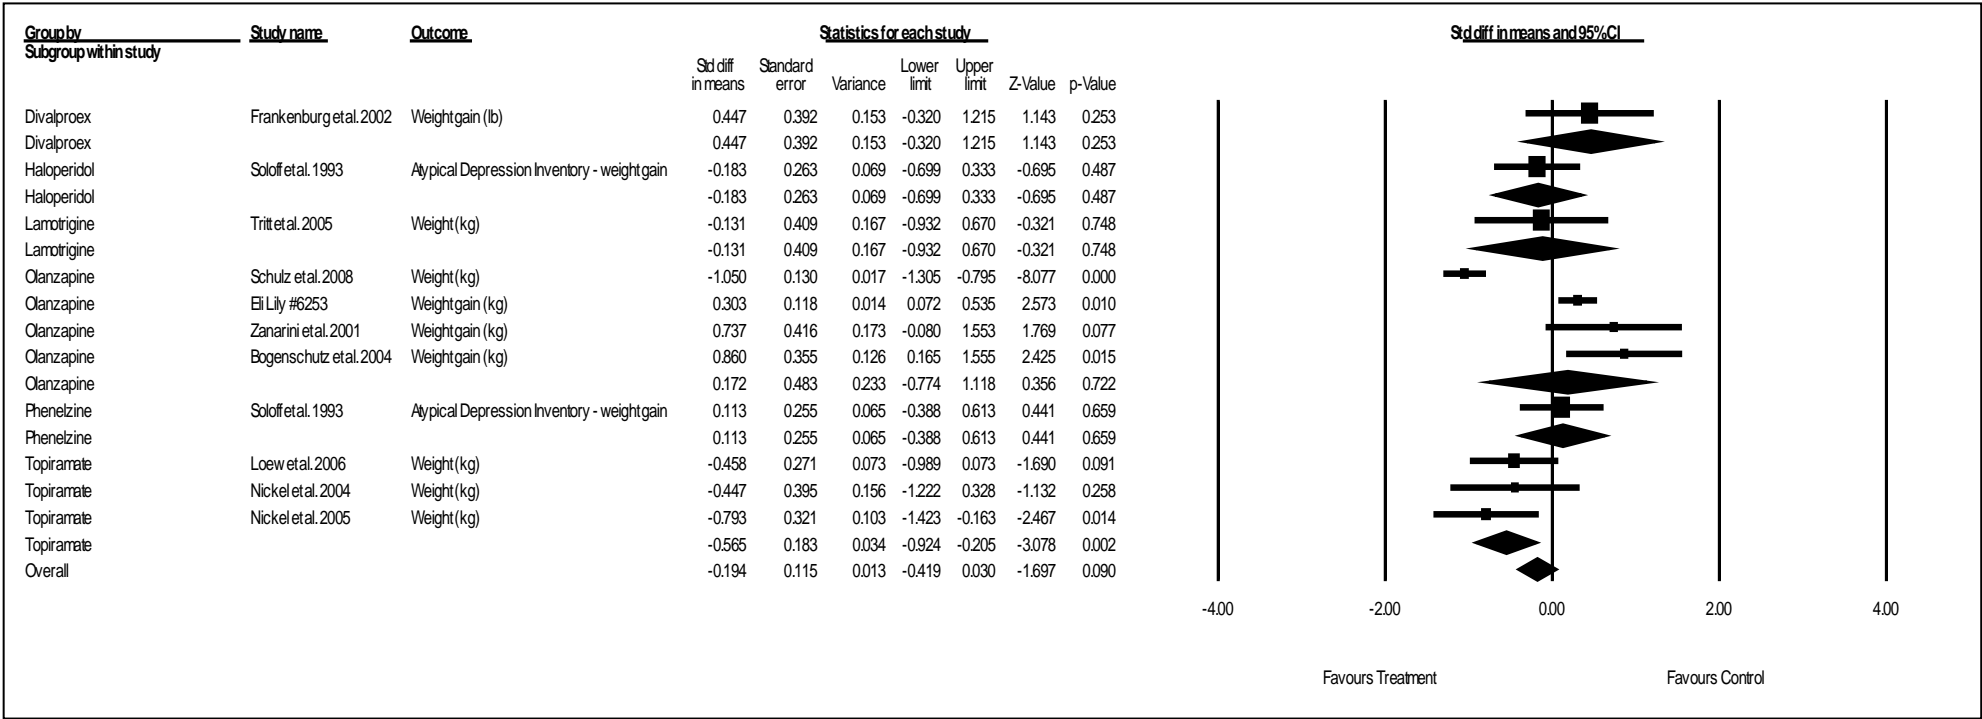 Group by Study name Outcome Statistics for each study Std diff in means and 95% CI
Subgroup within study
Std diff Standard Lower Upper
in means error Variance limit limit Z-Value p-Value
Divalproex Frankenburg et al. 2002 Weight gain (lb) 0.447 0.392 0.153 -0.320 1.215 1.143 0.253
Divalproex 0.447 0.392 0.153 -0.320 1.215 1.143 0.253
Haloperidol Soloff et al. 1993 Atypical Depression Inventory - weight gain -0.183 0.263 0.069 -0.699 0.333 -0.695 0.487
Haloperidol -0.183 0.263 0.069 -0.699 0.333 -0.695 0.487
Lamotrigine Tritt et al. 2005 Weight (kg) -0.131 0.409 0.167 -0.932 0.670 -0.321 0.748
Lamotrigine -0.131 0.409 0.167 -0.932 0.670 -0.321 0.748
Olanzapine Schulz et al. 2008 Weight (kg) -1.050 0.130 0.017 -1.305 -0.795 -8.077 0.000
Olanzapine Eli Lily #6253 Weight gain (kg) 0.303 0.118 0.014 0.072 0.535 2.573 0.010
Olanzapine Zanarini et al. 2001 Weight gain (kg) 0.737 0.416 0.173 -0.080 1.553 1.769 0.077
Olanzapine Bogenschutz et al. 2004 Weight gain (kg) 0.860 0.355 0.126 0.165 1.555 2.425 0.015
Olanzapine 0.172 0.483 0.233 -0.774 1.118 0.356 0.722
Phenelzine Soloff et al. 1993 Atypical Depression Inventory - weight gain 0.113 0.255 0.065 -0.388 0.613 0.441 0.659
Phenelzine 0.113 0.255 0.065 -0.388 0.613 0.441 0.659
Topiramate Loew et al. 2006 Weight (kg) -0.458 0.271 0.073 -0.989 0.073 -1.690 0.091
Topiramate Nickel et al. 2004 Weight (kg) -0.447 0.395 0.156 -1.222 0.328 -1.132 0.258
Topiramate Nickel et al. 2005 Weight (kg) -0.793 0.321 0.103 -1.423 -0.163 -2.467 0.014
Topiramate -0.565 0.183 0.034 -0.924 -0.205 -3.078 0.002
Overall -0.194 0.115 0.013 -0.419 0.030 -1.697 0.090
-4.00 -2.00 0.00 2.00 4.00
Favours Treatment Favours Control